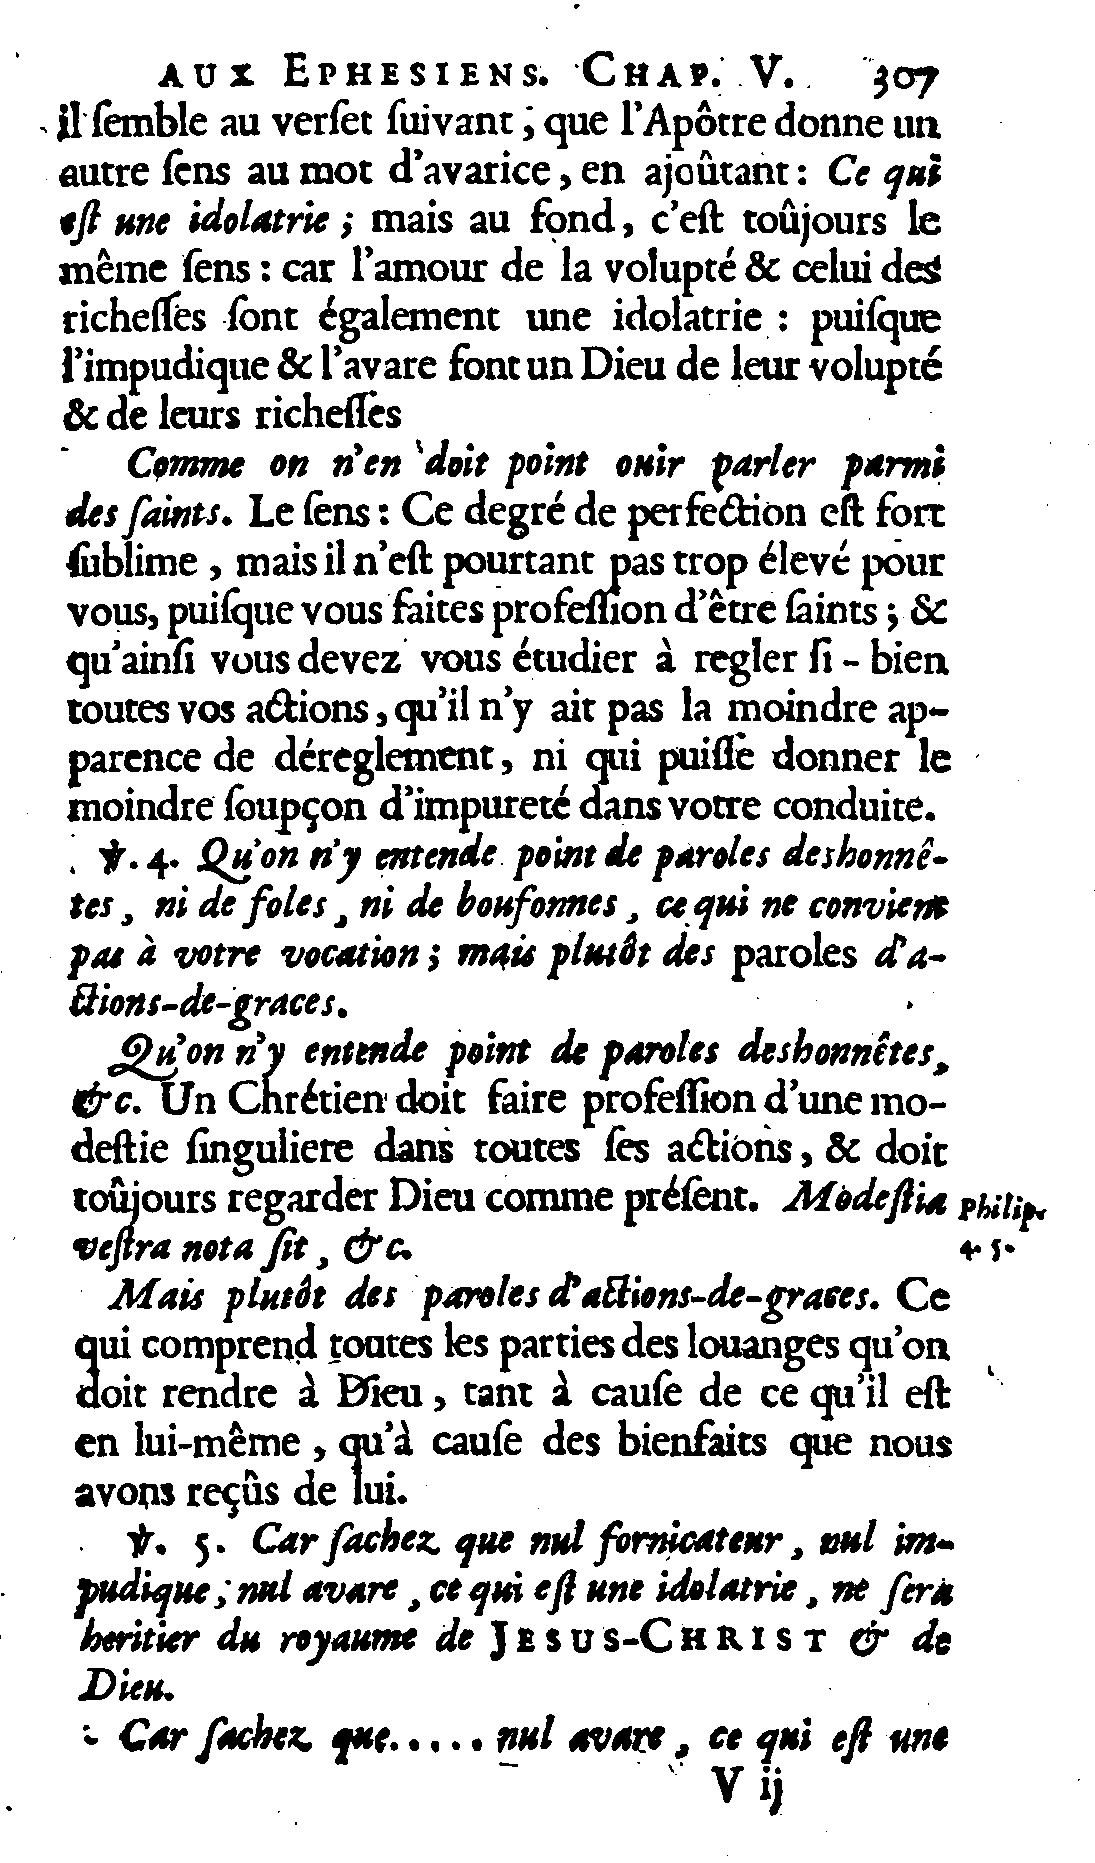 AUX EPHESIENS. CHAP. V. 307
il ſemble au verſet ſuivant, que l'Apôtre donne un
autre ſens au mot d'avarice, en ajoûtant : Ce qui
eſt une idolatrie ; mais au fond, c'eſt toûjours le
même ſens : car l'amour de la volupté & celui des
richeſſes ſont également une idolatrie : puiſque
l'impudique & l'avare font un Dieu de leur volupté
& de leurs richeſſes
Comme on n'en doit point ouir parler parmi
des ſaints. Le ſens : Ce degré de perfection eſt fort
ſublime, mais il n'eſt pourtant pas trop élevé pour
vous, puiſque vous faites profeſſion d'être ſaints ; &
qu'ainſi vous devez vous étudier à regler ſi-bien
toutes vos actions, qu'il n'y ait pas la moindre ap-
parence de déreglement, ni qui puiſſe donner le
moindre ſoupçon d'impureté dans votre conduite.
℣. 4. Qu'on n'y entende point de paroles deshonnê-
tes, ni de foles, ni de boufonnes, ce qui ne convient
pas à votre vocation ; mais plutôt des paroles d'a-
ctions-de-graces.
Qu'on n'y entende point de paroles deshonnêtes,
&c. Un Chrétien doit faire profeſſion d'une mo-
deſtie ſinguliere dans toutes ſes actions, & doit
toûjours regarder Dieu comme préſent. Modeſtia
veſtra nota ſit, &c.
Philip.
4. 5.
Mais plutôt des paroles d'actions-de-graces. Ce
qui comprend toutes les parties des louanges qu'on
doit rendre à Dieu, tant à cauſe de ce qu'il eſt
en lui-même, qu'à cauſe des bienfaits que nous
avons reçûs de lui.
℣. 5. Car ſachez que nul fornicateur, nul im-
pudique ; nul avare, ce qui eſt une idolatrie, ne ſera
heritier du royaume de JESUS-CHRIST & de
Dieu.
Car ſachez que..... nul avare, ce qui eſt une
V ij